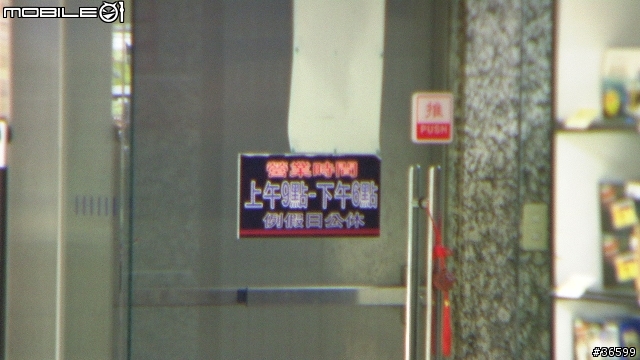 MOBILE01
推
PUSH
營業時間
上午9點-下午6點
例假日公休
#36599